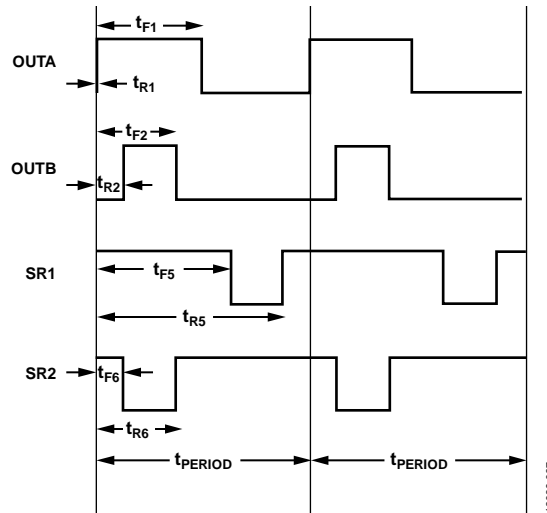 tF1
OUTA
tR1
tF2
OUTB
tR2
SR1
tF5
tR5
SR2
tF6
tR6
tPERIOD tPERIOD